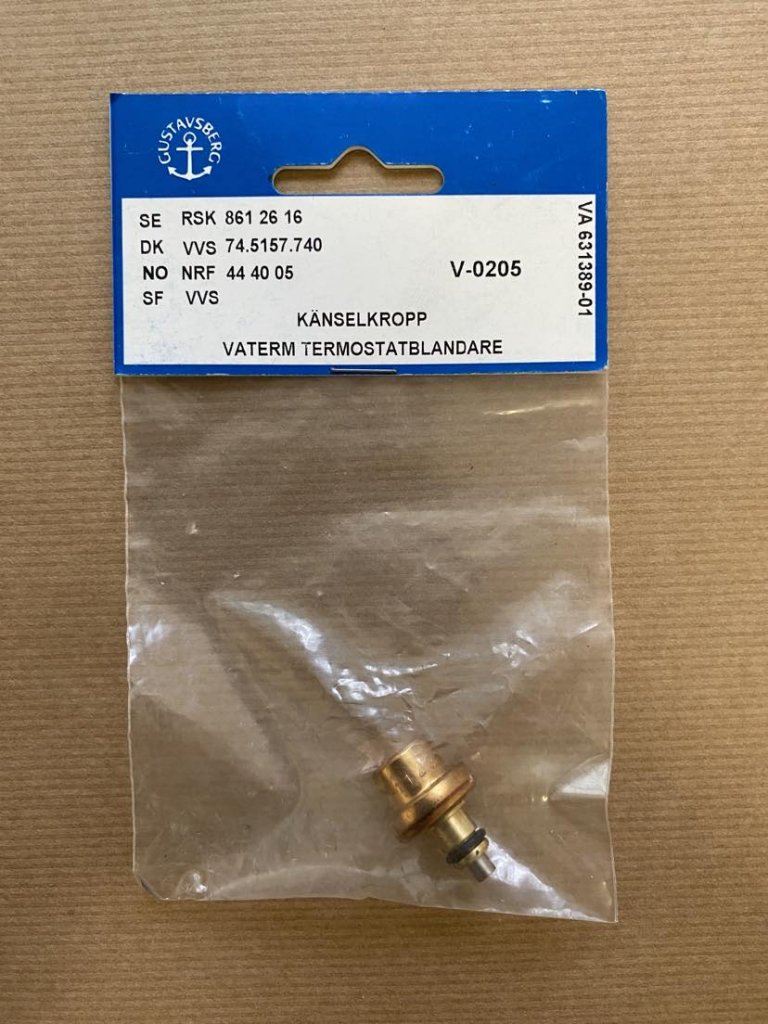 GUSTAVSBERG
SE RSK 861 26 16
DK VVS 74.5157.740
NO NRF 44 40 05
SF VVS
V-0205
VA 631389-01
KÄNSELKROPP
VATERM TERMOSTATBLANDARE